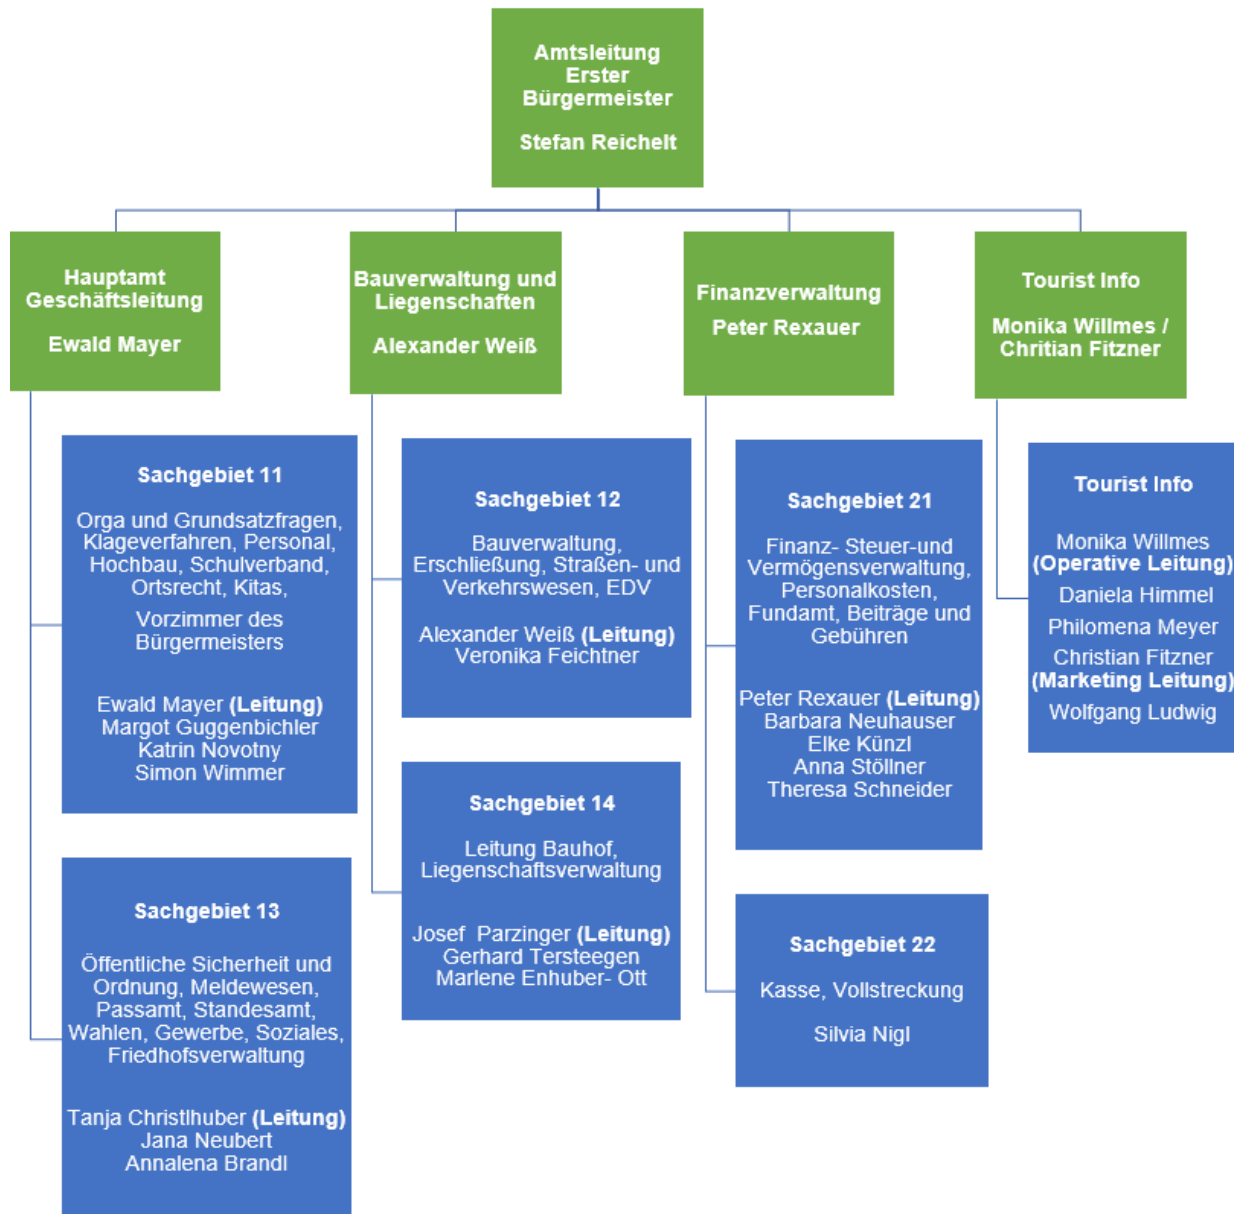 Amtsleitung
Erster
Bürgermeister
Stefan Reichelt
Hauptamt
Geschäftsleitung
Ewald Mayer
Bauverwaltung und
Liegenschaften
Alexander Weiß
Finanzverwaltung
Peter Rexauer
Tourist Info
Monika Willmes /
Chritian Fitzner
Sachgebiet 11
Orga und Grundsatzfragen,
Klageverfahren, Personal,
Hochbau, Schulverband,
Ortsrecht, Kitas,
Vorzimmer des
Bürgermeisters
Ewald Mayer (Leitung)
Margot Guggenbichler
Katrin Novotny
Simon Wimmer
Sachgebiet 13
Öffentliche Sicherheit und
Ordnung, Meldewesen,
Passamt, Standesamt,
Wahlen, Gewerbe, Soziales,
Friedhofsverwaltung
Tanja Christlhuber (Leitung)
Jana Neubert
Annalena Brandl
Sachgebiet 12
Bauverwaltung,
Erschließung, Straßen- und
Verkehrswesen, EDV
Alexander Weiß (Leitung)
Veronika Feichtner
Sachgebiet 14
Leitung Bauhof,
Liegenschaftsverwaltung
Josef  Parzinger (Leitung)
Gerhard Tersteegen
Marlene Enhuber- Ott
Sachgebiet 21
Finanz- Steuer-und
Vermögensverwaltung,
Personalkosten,
Fundamt, Beiträge und
Gebühren
Peter Rexauer (Leitung)
Barbara Neuhauser
Elke Künzl
Anna Stöllner
Theresa Schneider
Sachgebiet 22
Kasse, Vollstreckung
Silvia Nigl
Tourist Info
Monika Willmes
(Operative Leitung)
Daniela Himmel
Philomena Meyer
Christian Fitzner
(Marketing Leitung)
Wolfgang Ludwig